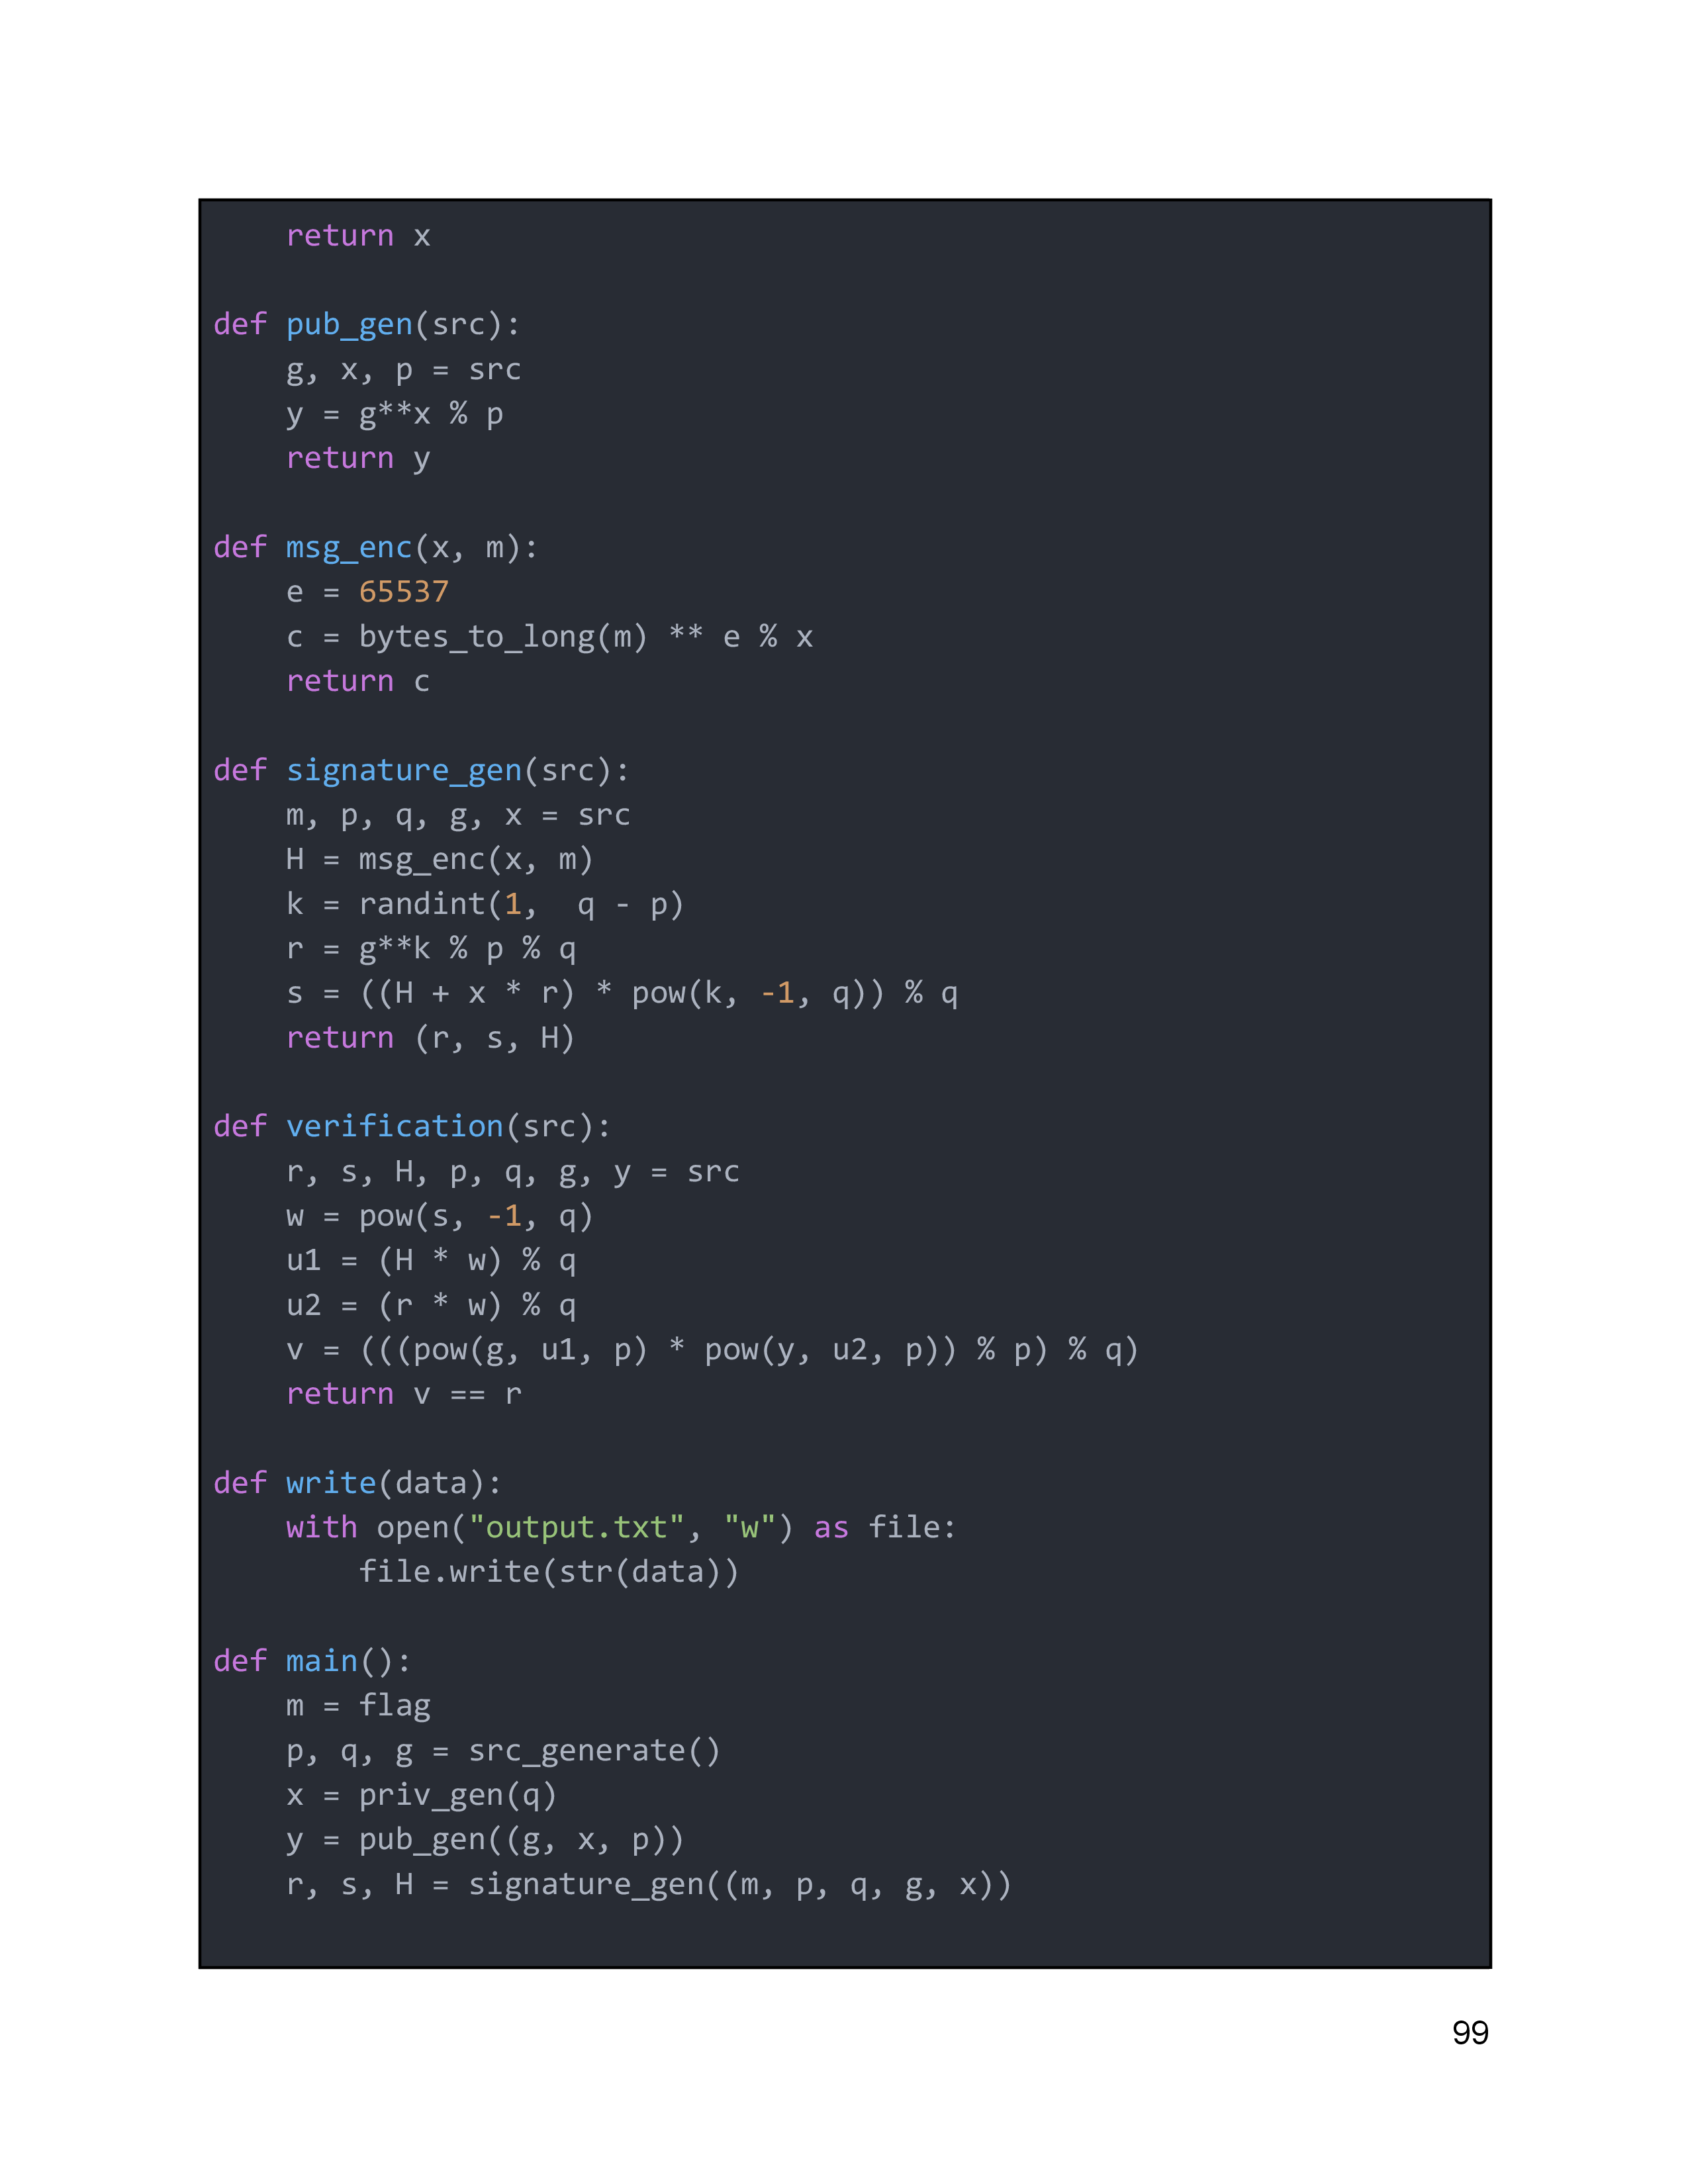 return x

def pub_gen(src):
    g, x, p = src
    y = g**x % p
    return y

def msg_enc(x, m):
    e = 65537
    c = bytes_to_long(m) ** e % x
    return c

def signature_gen(src):
    m, p, q, g, x = src
    H = msg_enc(x, m)
    k = randint(1,  q - p)
    r = g**k % p % q
    s = ((H + x * r) * pow(k, -1, q)) % q
    return (r, s, H)

def verification(src):
    r, s, H, p, q, g, y = src
    w = pow(s, -1, q)
    u1 = (H * w) % q
    u2 = (r * w) % q
    v = (((pow(g, u1, p) * pow(y, u2, p)) % p) % q)
    return v == r

def write(data):
    with open("output.txt", "w") as file:
        file.write(str(data))

def main():
    m = flag
    p, q, g = src_generate()
    x = priv_gen(q)
    y = pub_gen((g, x, p))
    r, s, H = signature_gen((m, p, q, g, x))

99